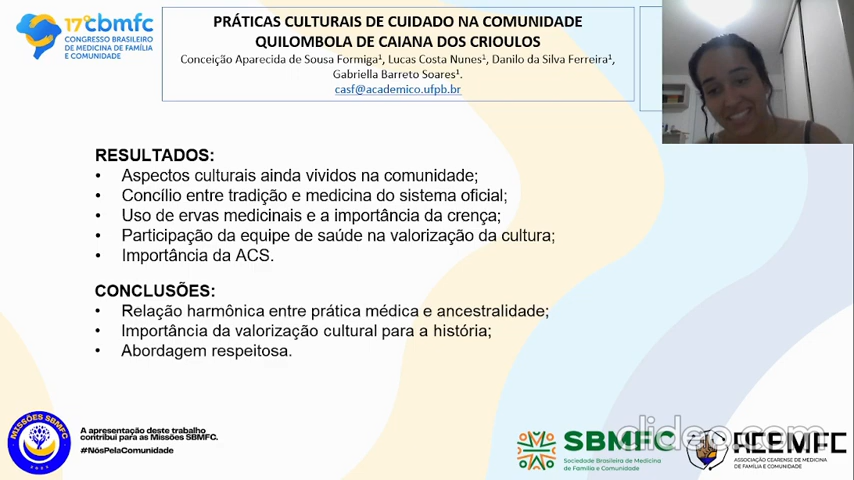 17º cbmfc
CONGRESSO BRASILEIRO
DE MEDICINA DE FAMÍLIA
E COMUNIDADE
PRÁTICAS CULTURAIS DE CUIDADO NA COMUNIDADE
QUILOMBOLA DE CAIANA DOS CRIOULOS
Conceição Aparecida de Sousa Formiga¹, Lucas Costa Nunes¹, Danilo da Silva Ferreira¹,
Gabriella Barreto Soares¹.
casf@academico.ufpb.br
RESULTADOS:
• Aspectos culturais ainda vividos na comunidade;
• Concílio entre tradição e medicina do sistema oficial;
• Uso de ervas medicinais e a importância da crença;
• Participação da equipe de saúde na valorização da cultura;
• Importância da ACS.
CONCLUSÕES:
• Relação harmônica entre prática médica e ancestralidade;
• Importância da valorização cultural para a história;
• Abordagem respeitosa.
MISSÕES SBMFC
A apresentação deste trabalho
contribui para as Missões SBMFC.
#NósPelaComunidade
SBMFC
Sociedade Brasileira de Medicina
de Família e Comunidade
ACEMFC
ASSOCIAÇÃO CEARENSE DE MEDICINA
DE FAMÍLIA E COMUNIDADE